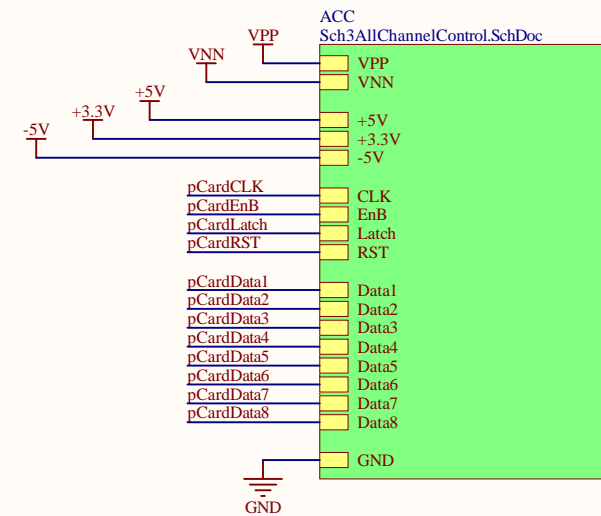 ACC
Sch3AllChannelControl.SchDoc
VPP
VPP
VNN
VNN
+5V
+5V
+3.3V
+3.3V
-5V
-5V
pCardCLK
CLK
pCardEnB
EnB
pCardLatch
Latch
pCardRST
RST
pCardData1
Data1
pCardData2
Data2
pCardData3
Data3
pCardData4
Data4
pCardData5
Data5
pCardData6
Data6
pCardData7
Data7
pCardData8
Data8
GND
GND